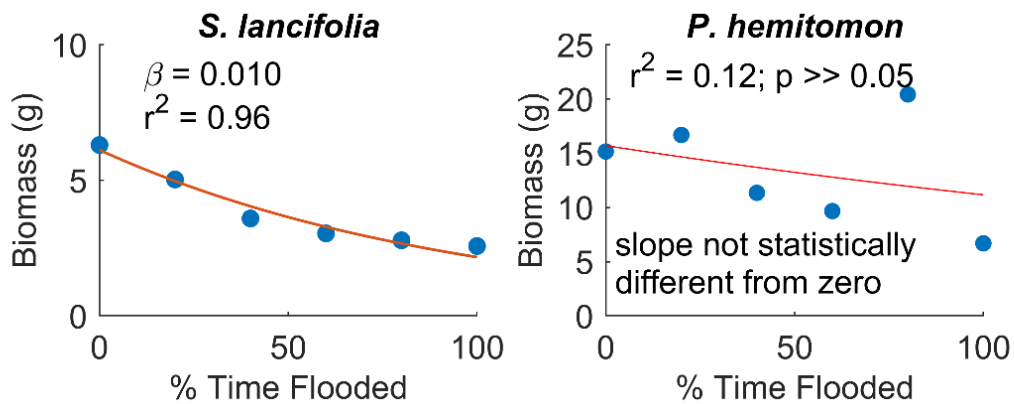 S. lancifolia
β = 0.010
r² = 0.96
10
5
0
Biomass (g)
0
50
100
% Time Flooded
P. hemitomon
r² = 0.12; p >> 0.05
25
20
15
10
5
0
Biomass (g)
slope not statistically
different from zero
0
50
100
% Time Flooded